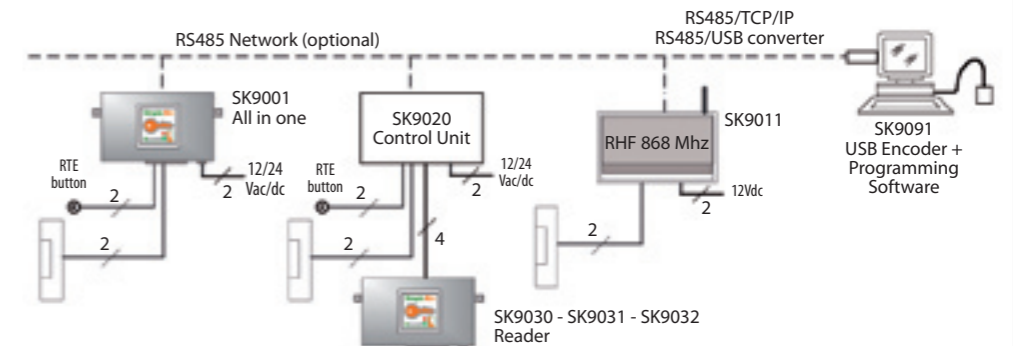 RS485/TCP/IP
RS485/USB converter
RS485 Network (optional)
SK9001
All in one
RTE
button
2
2
12/24
Vac/dc
2
SK9020
Control Unit
RTE
button
2
2
12/24
Vac/dc
2
4
SK9030 - SK9031 - SK9032
Reader
RHF 868 Mhz
SK9011
2
12Vdc
2
SK9091
USB Encoder +
Programming
Software